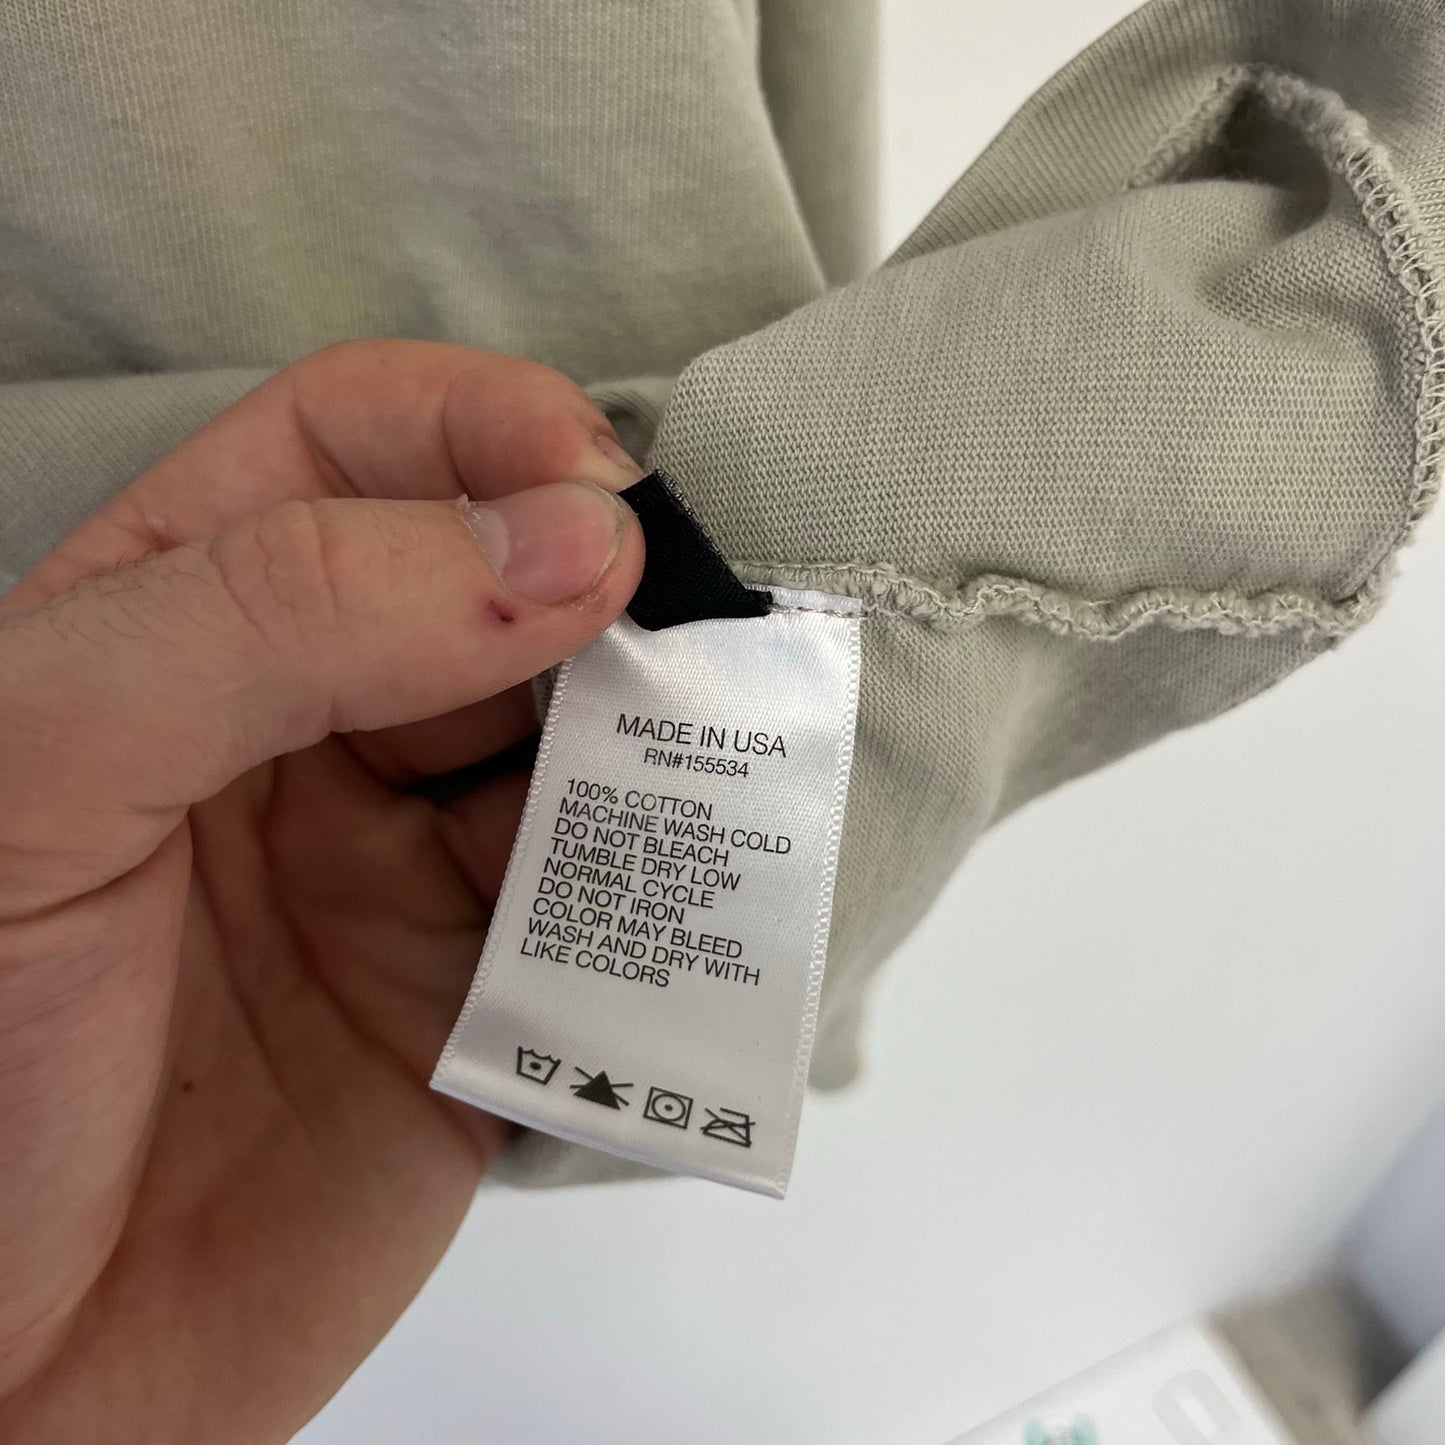 MADE IN USA
RN#155534
100% COTTON
MACHINE WASH COLD
DO NOT BLEACH
TUMBLE DRY LOW
NORMAL CYCLE
DO NOT IRON
COLOR MAY BLEED
WASH AND DRY WITH
LIKE COLORS